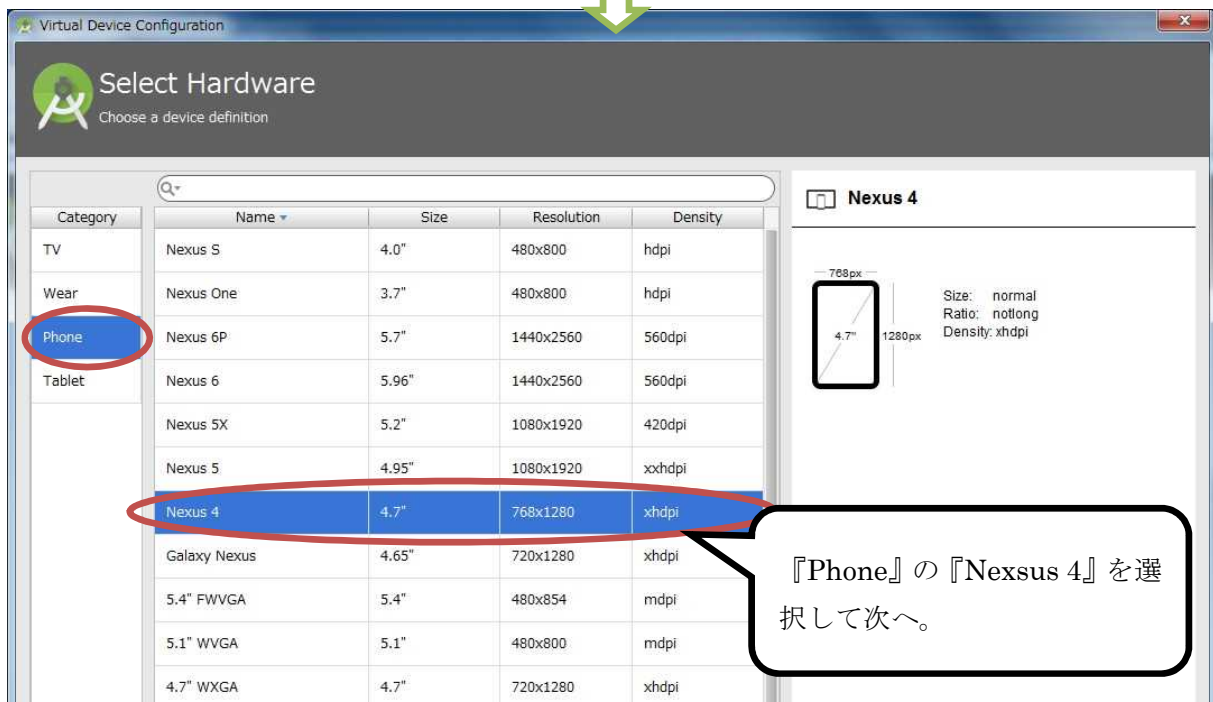 Virtual Device Configuration
Select Hardware
Choose a device definition
Category
TV
Wear
Phone
Tablet
Name Size Resolution Density
Nexus S 4.0" 480x800 hdpi
Nexus One 3.7" 480x800 hdpi
Nexus 6P 5.7" 1440x2560 560dpi
Nexus 6 5.96" 1440x2560 560dpi
Nexus 5X 5.2" 1080x1920 420dpi
Nexus 5 4.95" 1080x1920 xxhdpi
Nexus 4 4.7" 768x1280 xhdpi
Galaxy Nexus 4.65" 720x1280 xhdpi
5.4" FWVGA 5.4" 480x854 mdpi
5.1" WVGA 5.1" 480x800 mdpi
4.7" WXGA 4.7" 720x1280 xhdpi
Nexus 4
768px
4.7"
1280px
Size: normal
Ratio: notlong
Density: xhdpi
『Phone』の『Nexsus 4』を選
択して次へ。